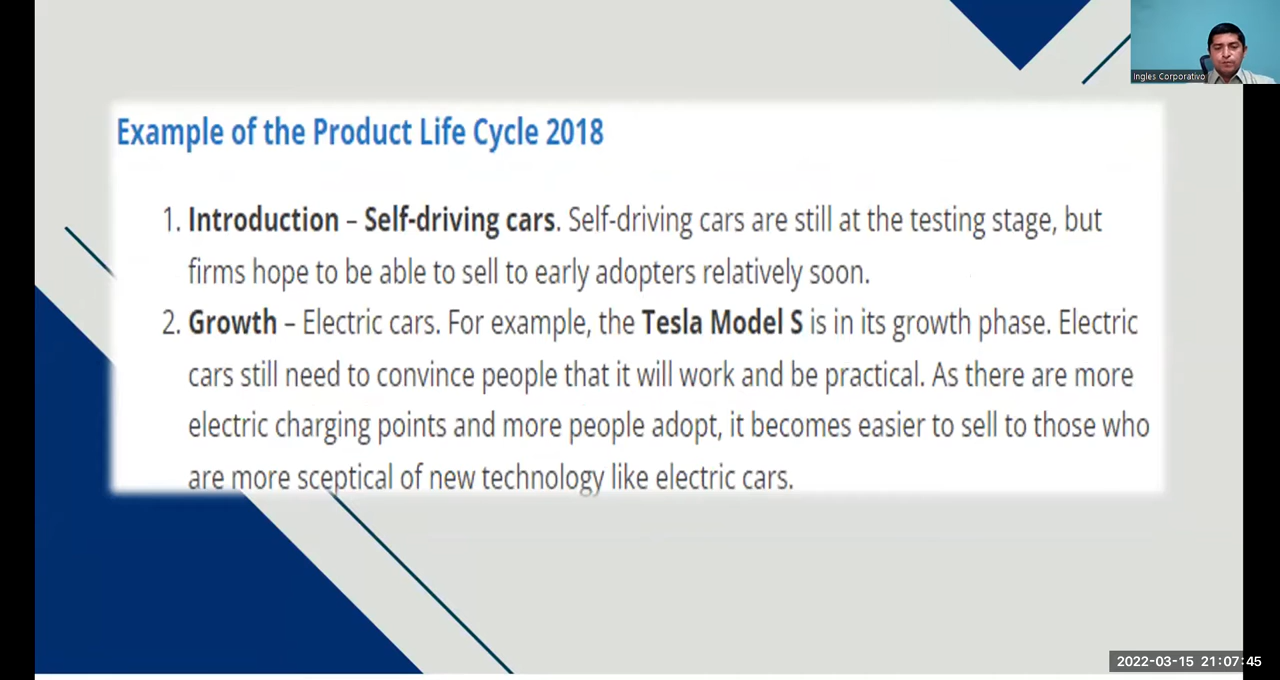 Ingles Corporativo
Example of the Product Life Cycle 2018
1. Introduction – Self-driving cars. Self-driving cars are still at the testing stage, but
firms hope to be able to sell to early adopters relatively soon.
2. Growth – Electric cars. For example, the Tesla Model S is in its growth phase. Electric
cars still need to convince people that it will work and be practical. As there are more
electric charging points and more people adopt, it becomes easier to sell to those who
are more sceptical of new technology like electric cars.
2022-03-15 21:07:45